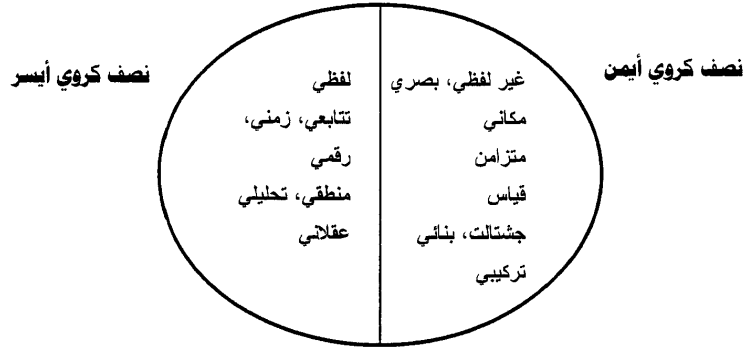 نصف كروي أيمن
غير لفظي، بصري
مكاني
متزامن
قياس
جشتالت، بنائي
تركيبي
نصف كروي أيسر
لفظي
تتابعي، زمني،
رقمي
منطقي، تحليلي
عقلاني